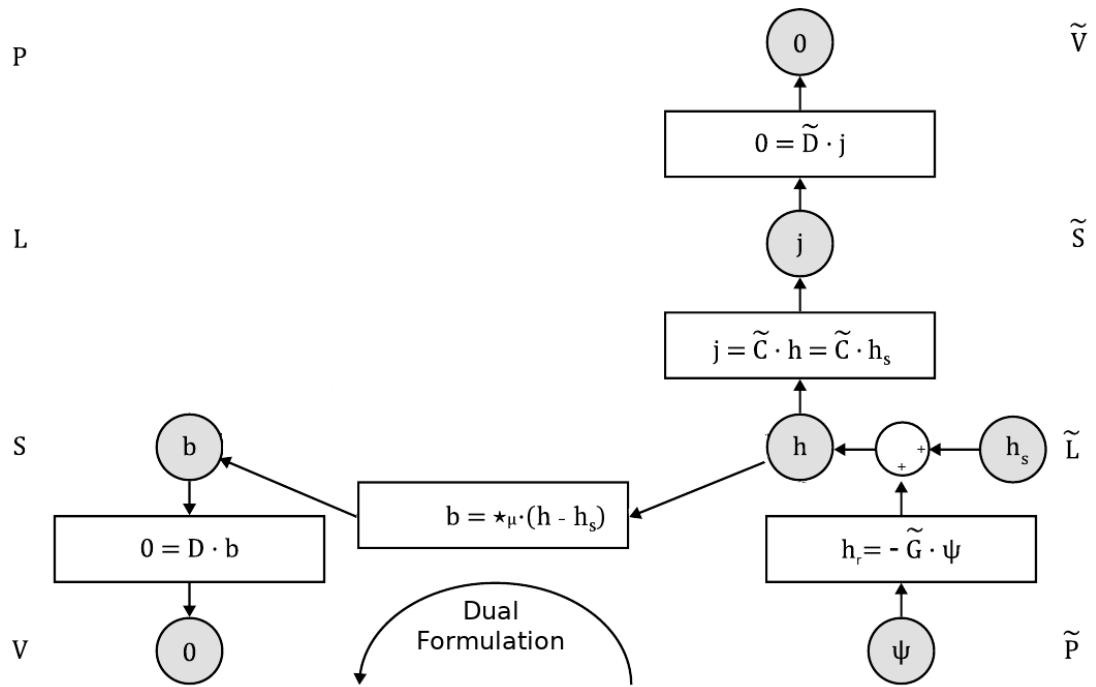 P
0
Ṽ
0 = D̃ · j
L
j
S̃
j = C̃ · h = C̃ · hₛ
S
b
h
+
+
hₛ
L̃
b = ⋆μ·(h - hₛ)
0 = D · b
hᵣ= - G̃ · ψ
Dual
Formulation
V
0
ψ
P̃